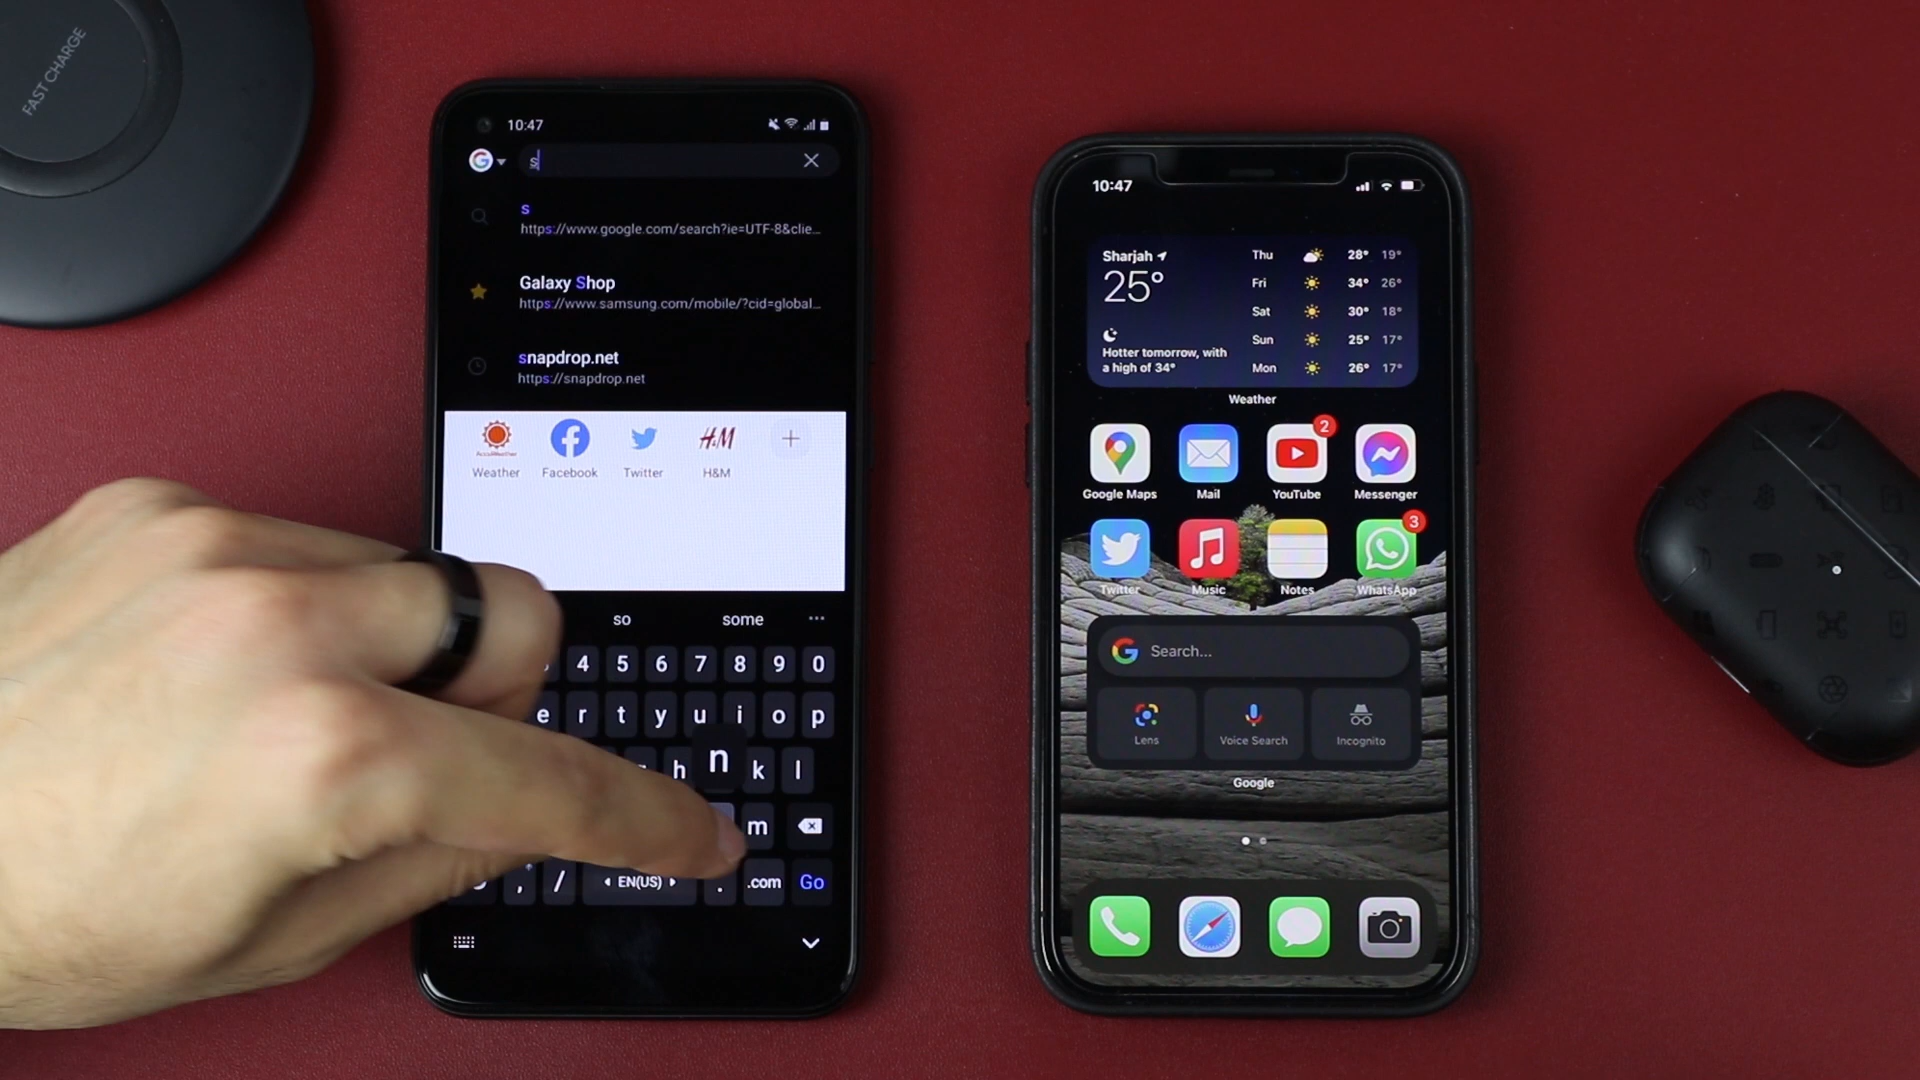 FAST CHARGE
10:47
s
s
https://www.google.com/search?ie=UTF-8&clie...
Galaxy Shop
https://www.samsung.com/mobile/?cid=global...
snapdrop.net
https://snapdrop.net
AccuWeather
H&M
Weather Facebook Twitter H&M
so some ...
4 5 6 7 8 9 0
e r t y u i o p
h n k l
m
, / EN(US) . .com Go
10:47
Sharjah
25°
Hotter tomorrow, with
a high of 34°
Thu 28° 19°
Fri 34° 26°
Sat 30° 18°
Sun 25° 17°
Mon 26° 17°
Weather
2
Google Maps Mail YouTube Messenger
3
Twitter Music Notes WhatsApp
G Search...
Lens Voice Search Incognito
Google